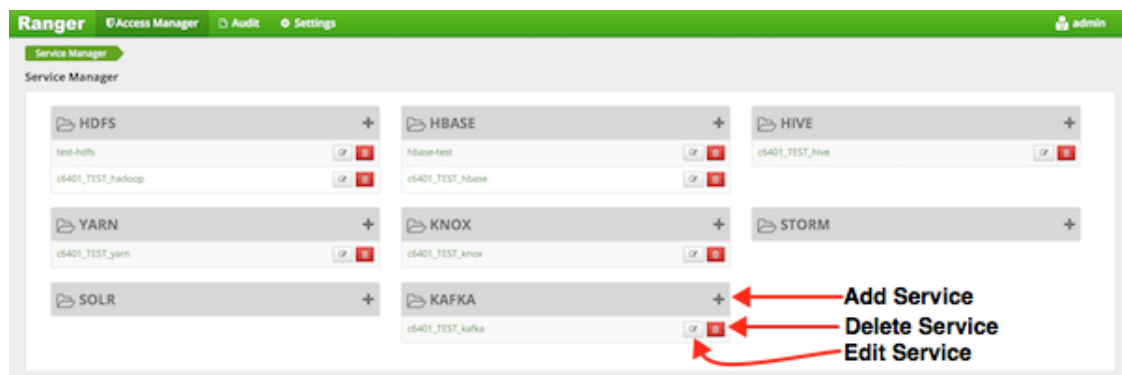 Ranger Access Manager Audit Settings admin
Service Manager
Service Manager
HDFS + HBASE + HIVE +
test-hdfs hbase-test c6401_TEST_hive
c6401_TEST_hadoop c6401_TEST_hbase
YARN + KNOX + STORM +
c6401_TEST_yarn c6401_TEST_knox
SOLR + KAFKA + Add Service
c6401_TEST_kafka Delete Service
Edit Service